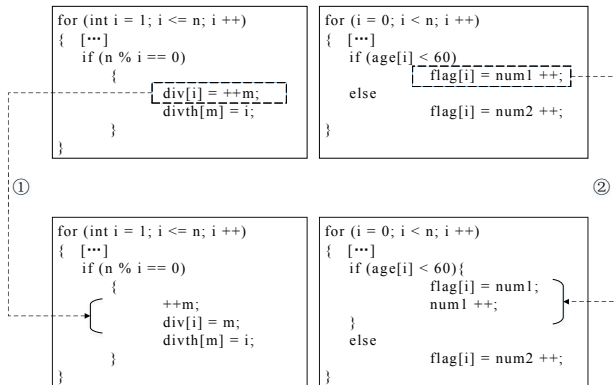 for (int i = 1; i <= n; i ++)
{ [···]
if (n % i == 0)
{
div[i] = ++m;
divth[m] = i;
}
}
for (i = 0; i < n; i ++)
{ [···]
if (age[i] < 60)
flag[i] = num1 ++;
else
flag[i] = num2 ++;
}
①
②
for (int i = 1; i <= n; i ++)
{ [···]
if (n % i == 0)
{
++m;
div[i] = m;
divth[m] = i;
}
}
for (i = 0; i < n; i ++)
{ [···]
if (age[i] < 60){
flag[i] = num1;
num1 ++;
}
else
flag[i] = num2 ++;
}